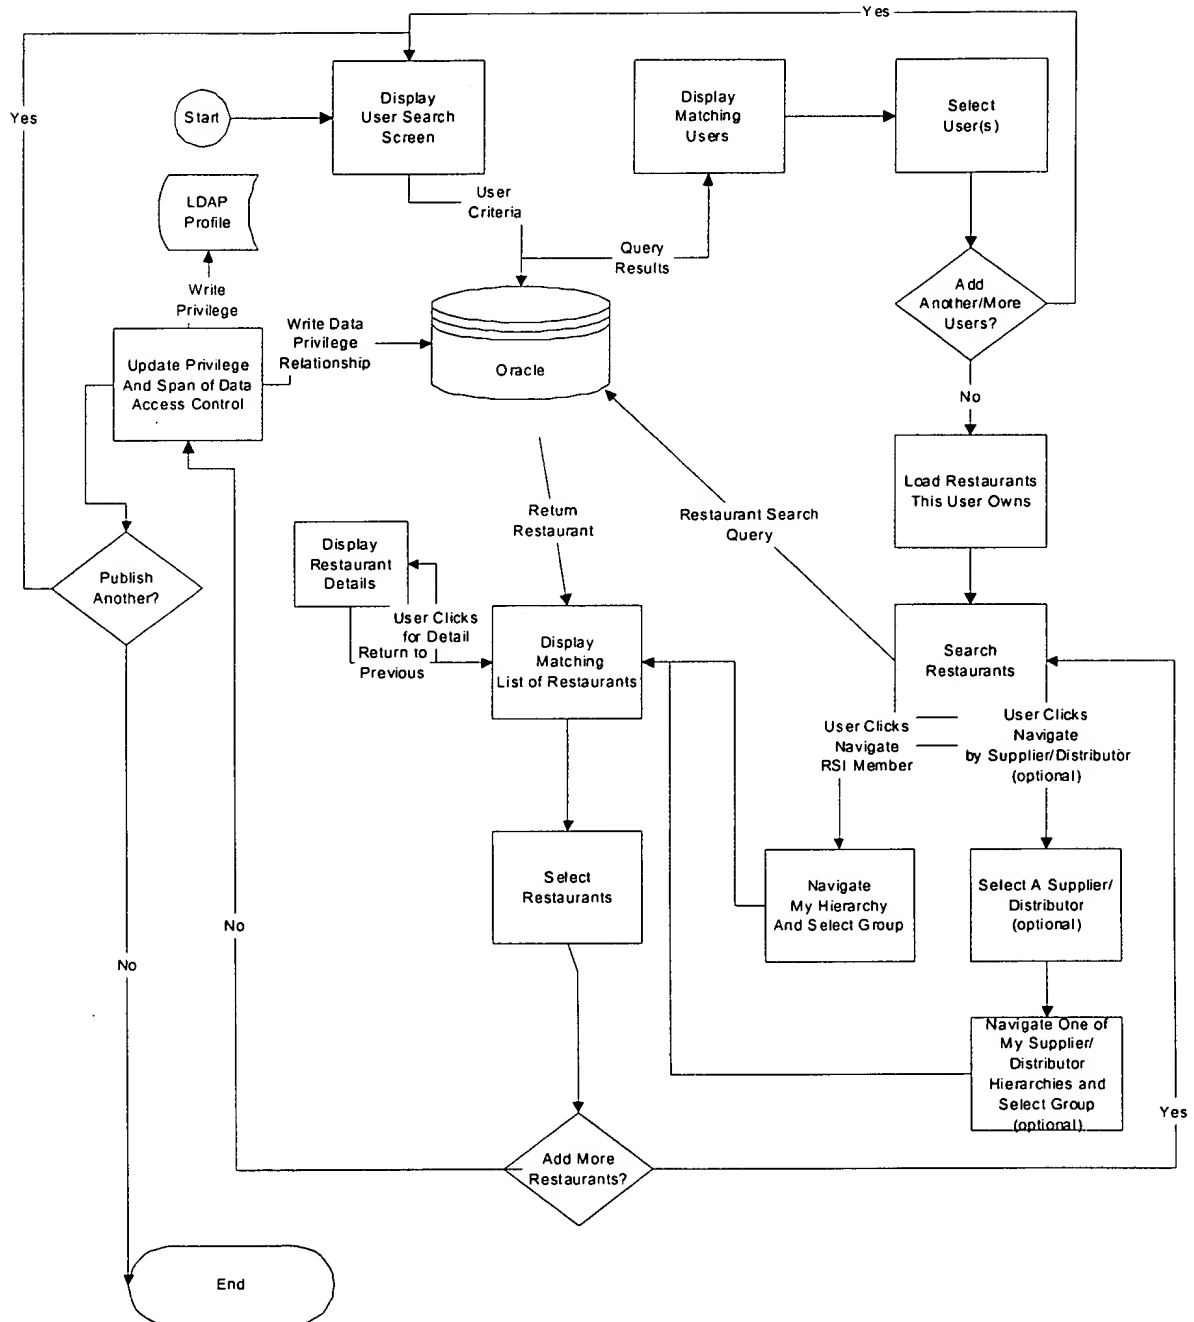 Yes
Yes
Start
Display
User Search
Screen
Display
Matching
Users
Select
User(s)
LDAP
Profile
User
Criteria
Query
Results
Add
Another/More
Users?
Write
Privilege
Write Data
Privilege
Relationship
Update Privilege
And Span of Data
Access Control
Oracle
No
Load Restaurants
This User Owns
Return
Restaurant
Restaurant Search
Query
Display
Restaurant
Details
Publish
Another?
User Clicks
for Detail
Return to
Previous
Display
Matching
List of Restaurants
Search
Restaurants
User Clicks
Navigate
RSI Member
User Clicks
Navigate
by Supplier/Distributor
(optional)
Select
Restaurants
Navigate
My Hierarchy
And Select Group
Select A Supplier/
Distributor
(optional)
No
No
Navigate One of
My Supplier/
Distributor
Hierarchies and
Select Group
(optional)
Yes
Add More
Restaurants?
End